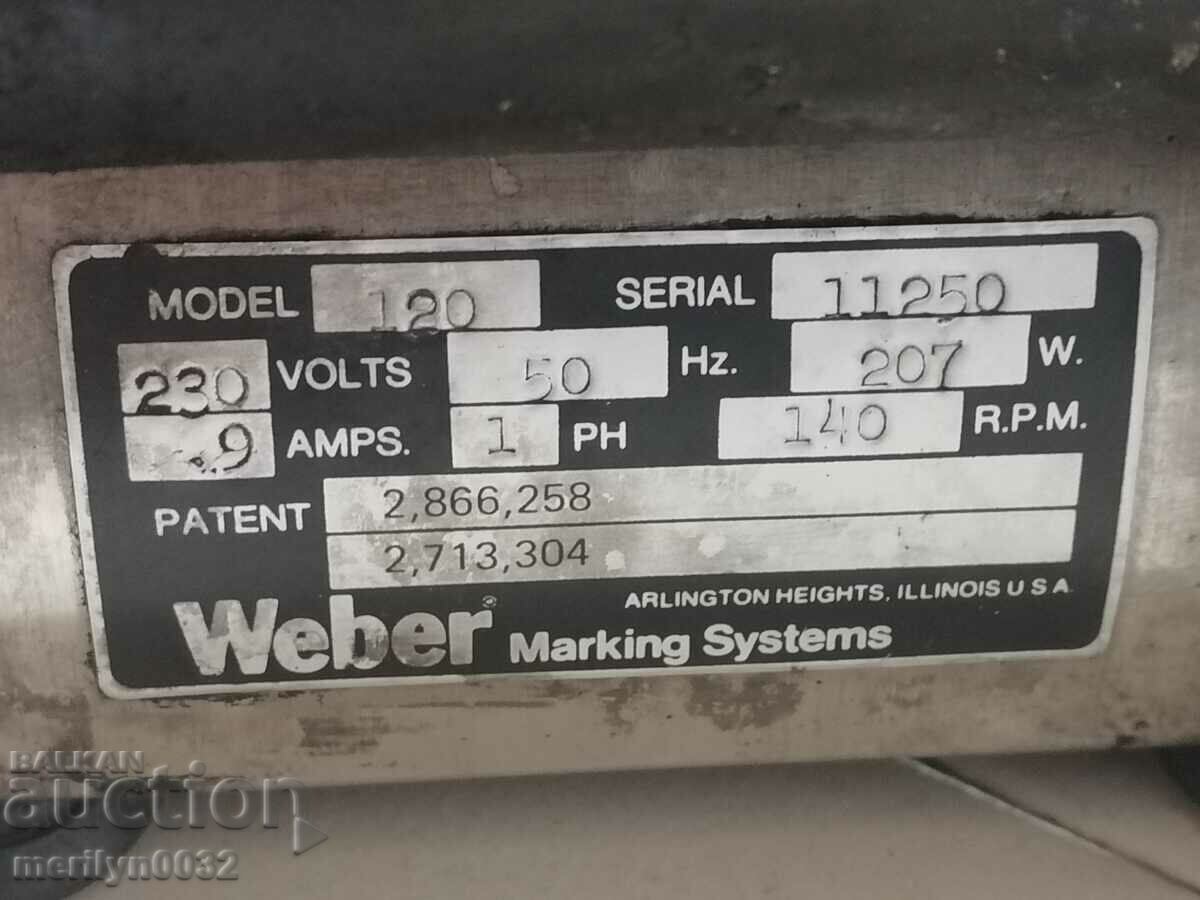 MODEL 120 SERIAL 11250
230 VOLTS 50 Hz. 207 W.
.9 AMPS. 1 PH 140 R.P.M.
PATENT 2,866,258
2,713,304
ARLINGTON HEIGHTS, ILLINOIS U S A
Weber® Marking Systems
BALKAN
auction
merilyn0032